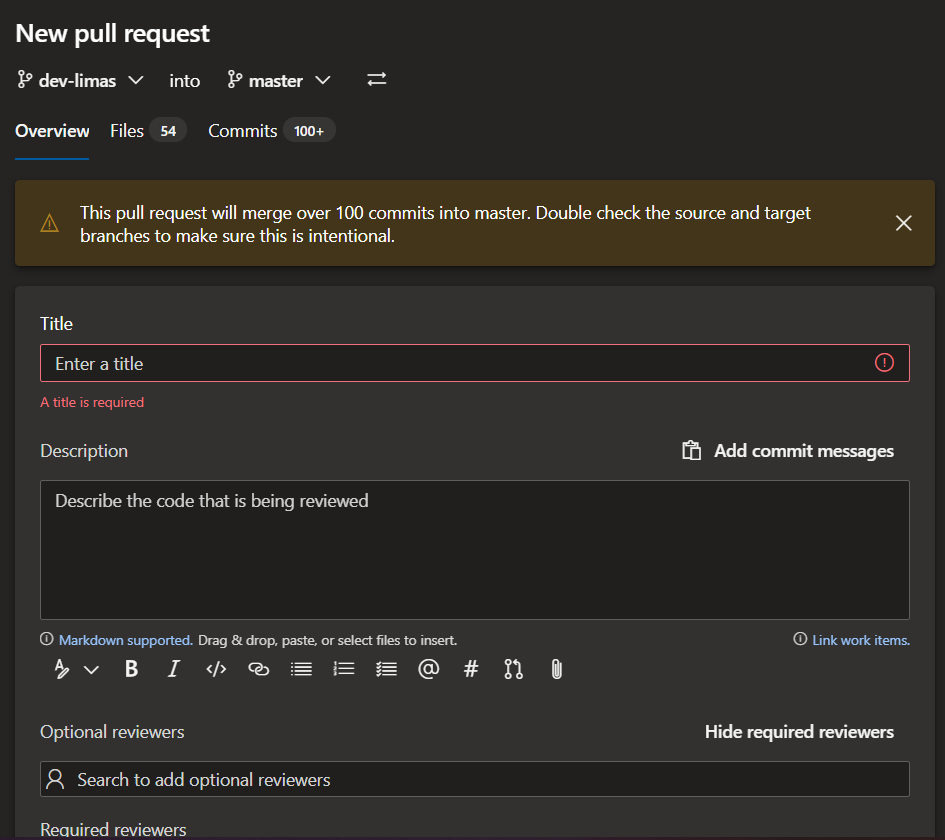 New pull request
dev-limas into master
Overview Files 54 Commits 100+
This pull request will merge over 100 commits into master. Double check the source and target
branches to make sure this is intentional.
Title
Enter a title
A title is required
Description Add commit messages
Describe the code that is being reviewed
Markdown supported. Drag & drop, paste, or select files to insert. Link work items.
B I </> @ #
Optional reviewers Hide required reviewers
Search to add optional reviewers
Required reviewers